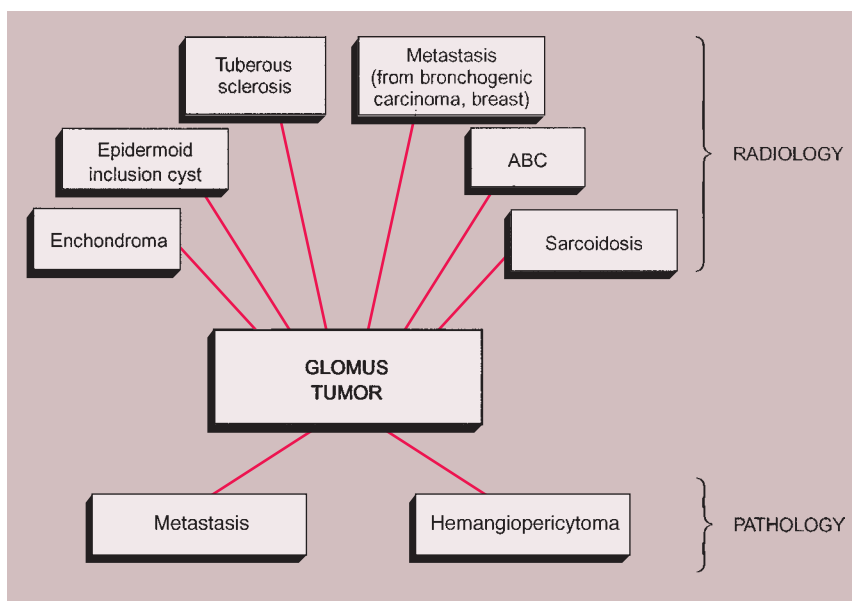 Tuberous
sclerosis
Metastasis
(from bronchogenic
carcinoma, breast)
Epidermoid
inclusion cyst
ABC
RADIOLOGY
Enchondroma
Sarcoidosis
GLOMUS
TUMOR
Metastasis
Hemangiopericytoma
PATHOLOGY